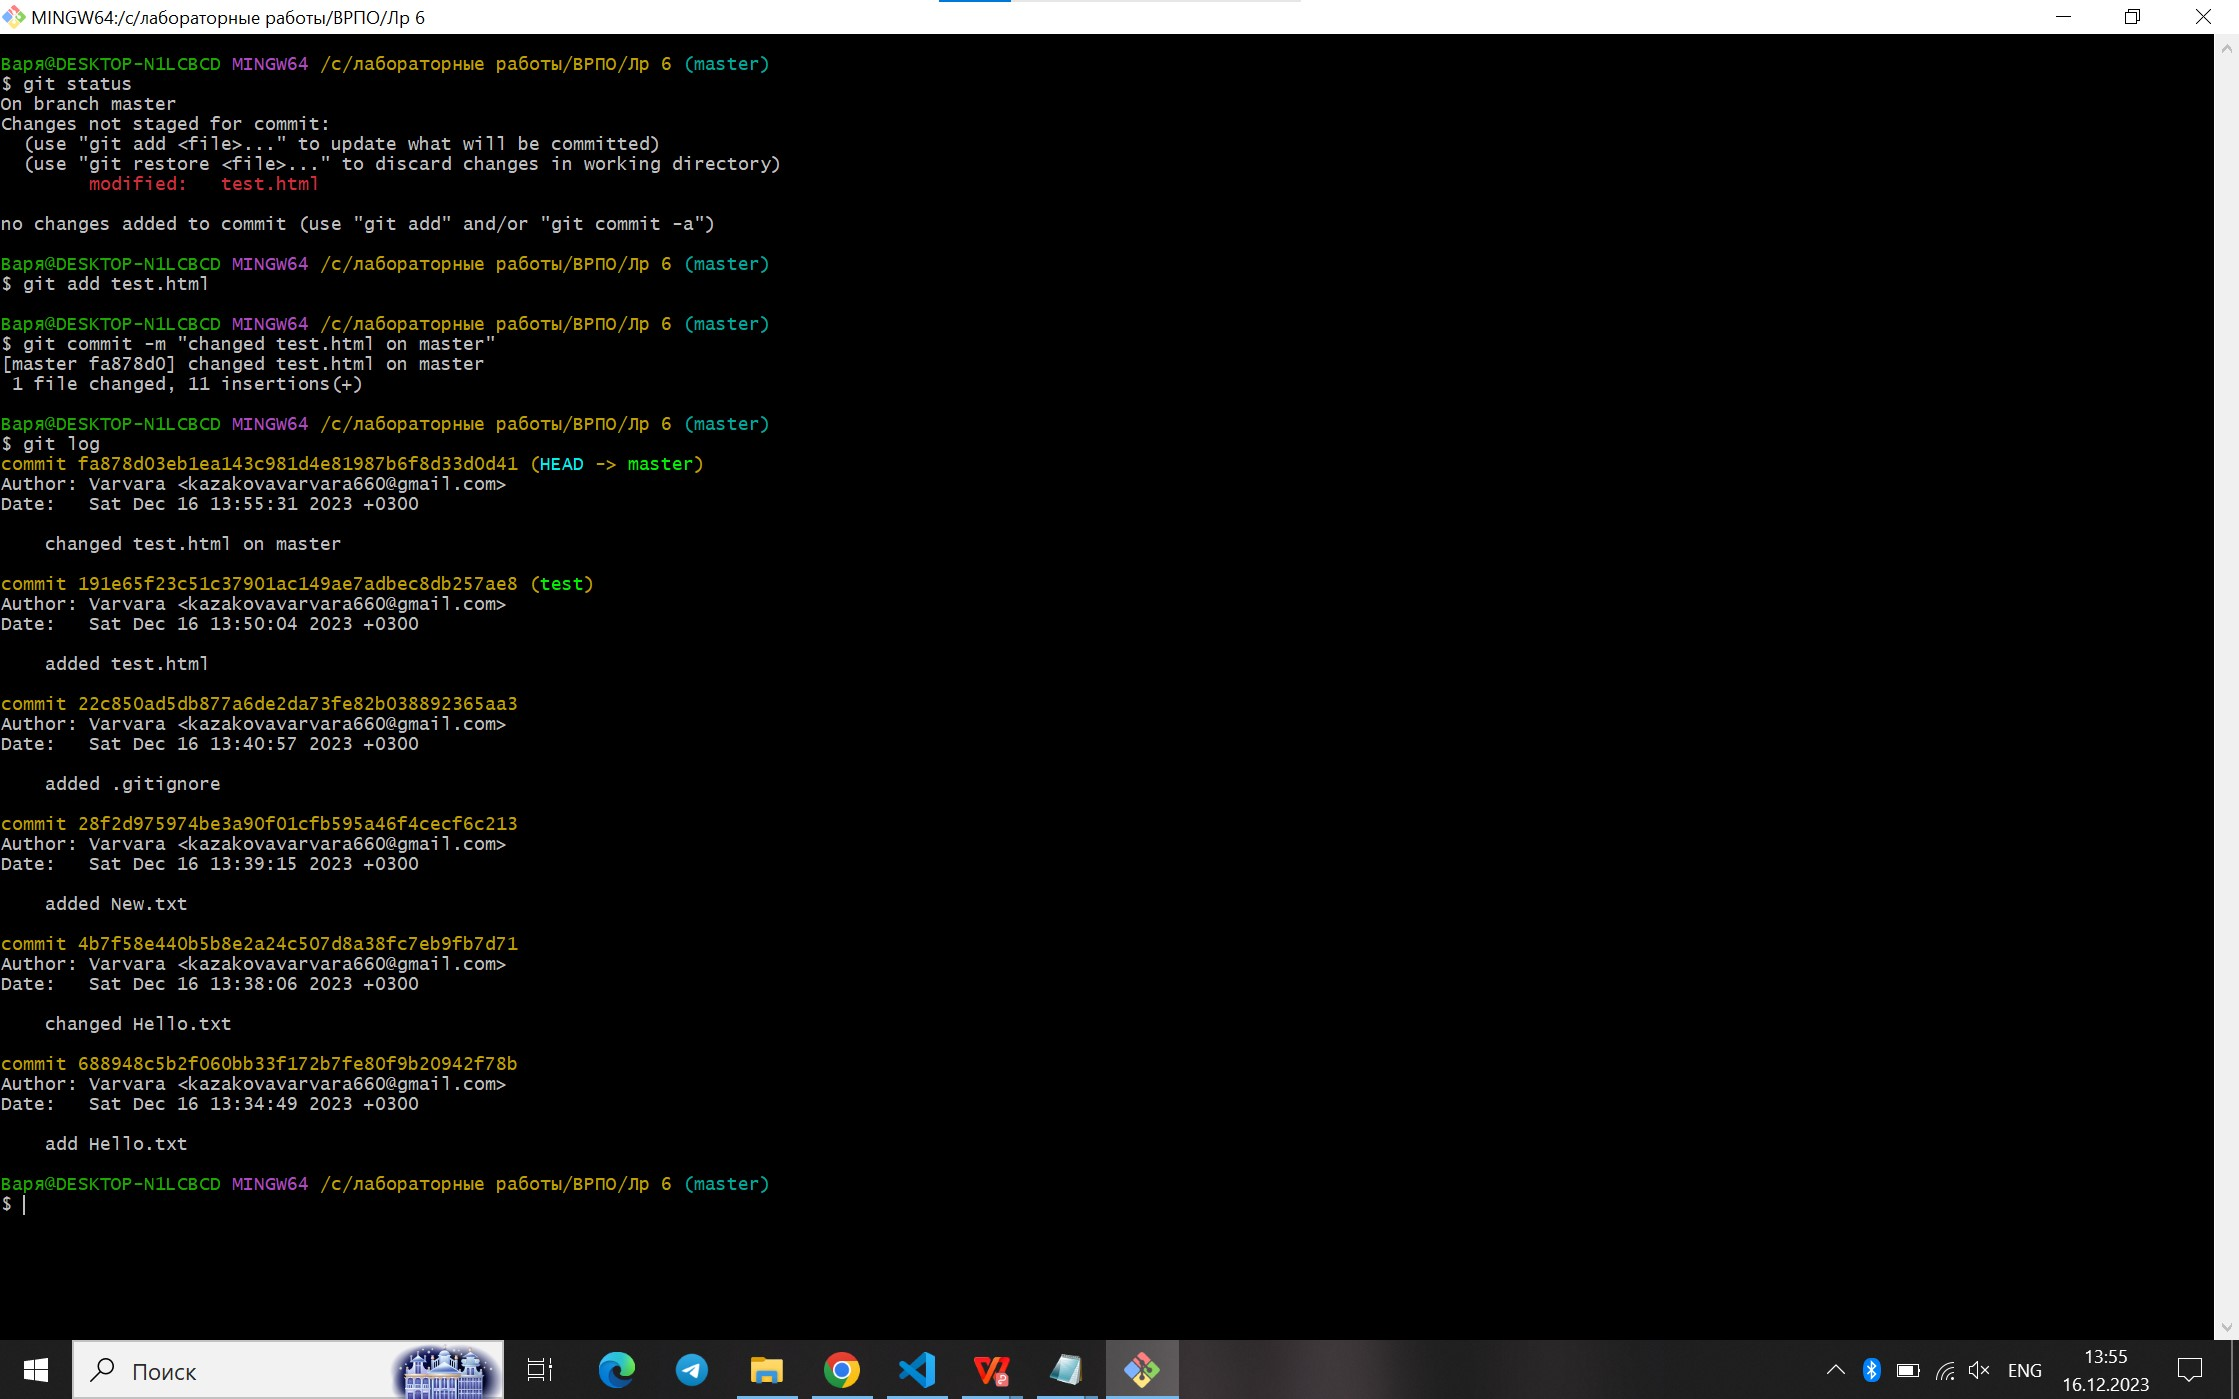 MINGW64:/c/лабораторные работы/ВРПО/Лр 6
Варя@DESKTOP-N1LCBCD MINGW64 /c/лабораторные работы/ВРПО/Лр 6 (master)
$ git status
On branch master
Changes not staged for commit:
  (use "git add <file>..." to update what will be committed)
  (use "git restore <file>..." to discard changes in working directory)
        modified:   test.html
no changes added to commit (use "git add" and/or "git commit -a")
Варя@DESKTOP-N1LCBCD MINGW64 /c/лабораторные работы/ВРПО/Лр 6 (master)
$ git add test.html
Варя@DESKTOP-N1LCBCD MINGW64 /c/лабораторные работы/ВРПО/Лр 6 (master)
$ git commit -m "changed test.html on master"
[master fa878d0] changed test.html on master
 1 file changed, 11 insertions(+)
Варя@DESKTOP-N1LCBCD MINGW64 /c/лабораторные работы/ВРПО/Лр 6 (master)
$ git log
commit fa878d03eb1ea143c981d4e81987b6f8d33d0d41 (HEAD -> master)
Author: Varvara <kazakovavarvara660@gmail.com>
Date:   Sat Dec 16 13:55:31 2023 +0300
    changed test.html on master
commit 191e65f23c51c37901ac149ae7adbec8db257ae8 (test)
Author: Varvara <kazakovavarvara660@gmail.com>
Date:   Sat Dec 16 13:50:04 2023 +0300
    added test.html
commit 22c850ad5db877a6de2da73fe82b038892365aa3
Author: Varvara <kazakovavarvara660@gmail.com>
Date:   Sat Dec 16 13:40:57 2023 +0300
    added .gitignore
commit 28f2d975974be3a90f01cfb595a46f4cecf6c213
Author: Varvara <kazakovavarvara660@gmail.com>
Date:   Sat Dec 16 13:39:15 2023 +0300
    added New.txt
commit 4b7f58e440b5b8e2a24c507d8a38fc7eb9fb7d71
Author: Varvara <kazakovavarvara660@gmail.com>
Date:   Sat Dec 16 13:38:06 2023 +0300
    changed Hello.txt
commit 688948c5b2f060bb33f172b7fe80f9b20942f78b
Author: Varvara <kazakovavarvara660@gmail.com>
Date:   Sat Dec 16 13:34:49 2023 +0300
    add Hello.txt
Варя@DESKTOP-N1LCBCD MINGW64 /c/лабораторные работы/ВРПО/Лр 6 (master)
$
Поиск
ENG
13:55
16.12.2023